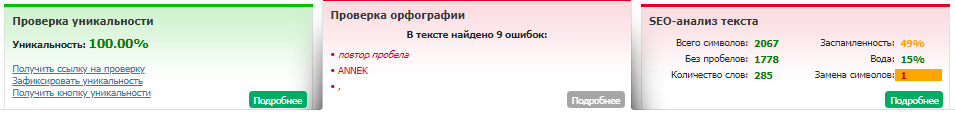 Проверка уникальности
Уникальность: 100.00%
Получить ссылку на проверку
Зафиксировать уникальность
Получить кнопку уникальности
Подробнее
Проверка орфографии
В тексте найдено 9 ошибок:
• повтор пробела
• ANNEK
• ,
Подробнее
SEO-анализ текста
Всего символов: 2067 Заспамленность: 49%
Без пробелов: 1778 Вода: 15%
Количество слов: 285 Замена символов: 1
Подробнее